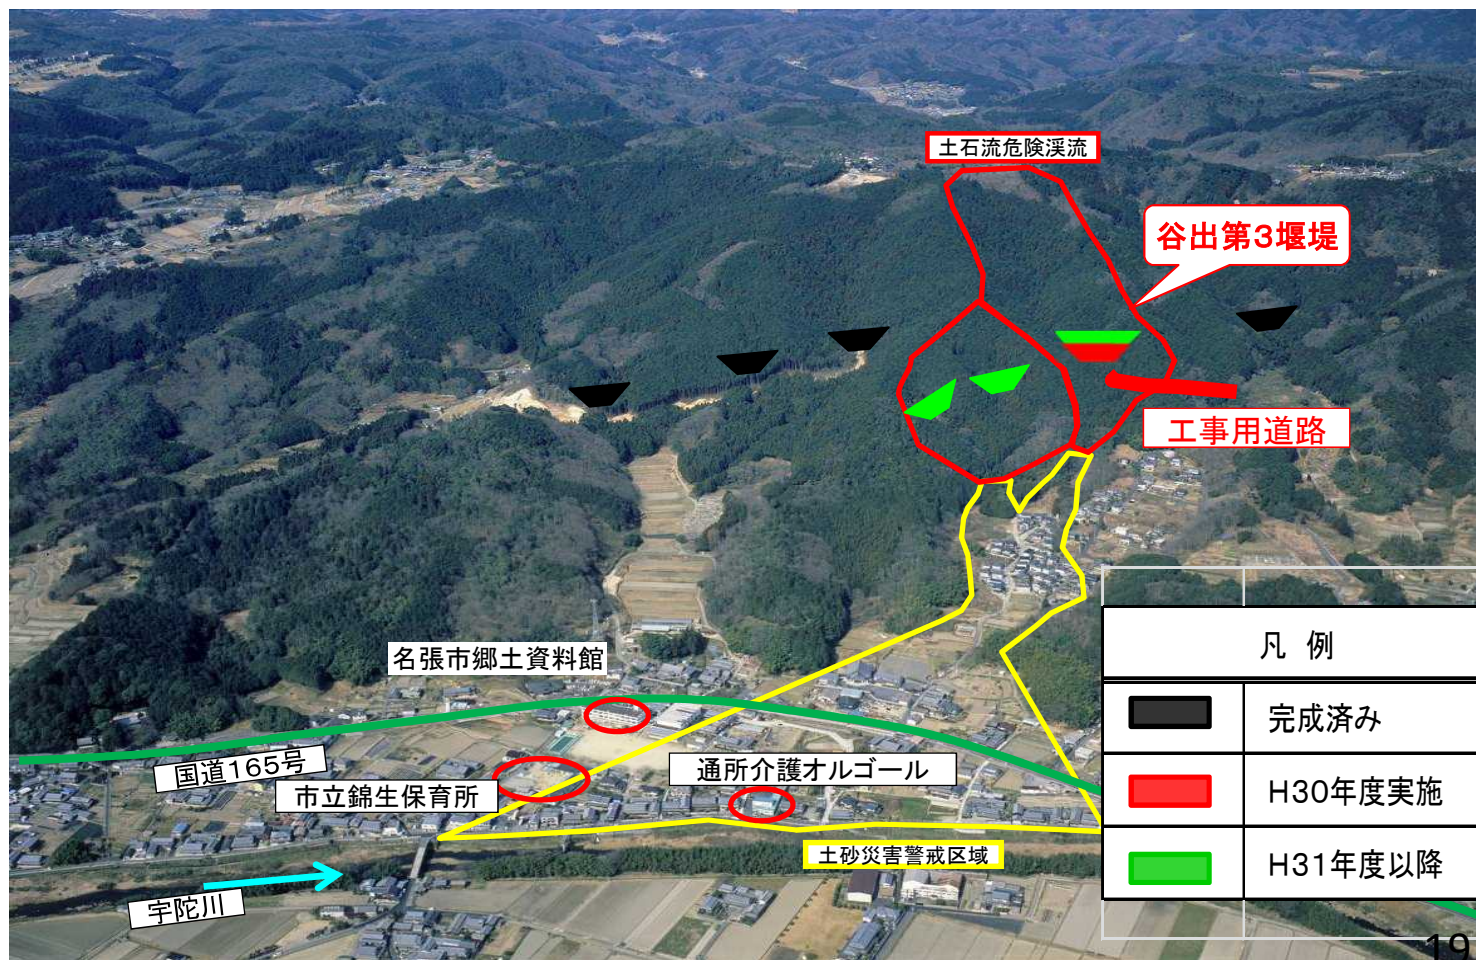 土石流危険渓流
谷出第3堰堤
工事用道路
名張市郷土資料館
国道165号
市立錦生保育所
通所介護オルゴール
土砂災害警戒区域
宇陀川
凡 例
完成済み
H30年度実施
H31年度以降
19